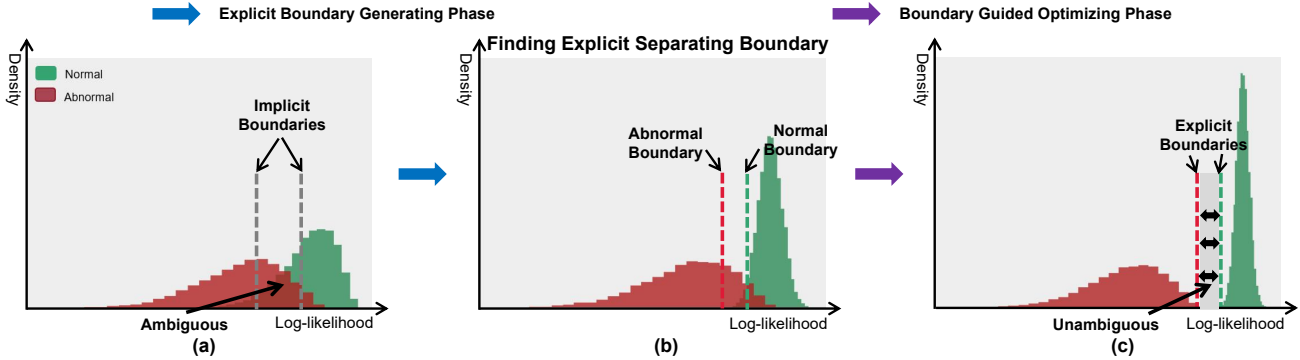 Explicit Boundary Generating Phase
Boundary Guided Optimizing Phase
Finding Explicit Separating Boundary
Density
Normal
Abnormal
Implicit
Boundaries
Ambiguous
Log-likelihood
(a)
Density
Abnormal
Boundary
Normal
Boundary
Log-likelihood
(b)
Density
Explicit
Boundaries
Unambiguous
Log-likelihood
(c)